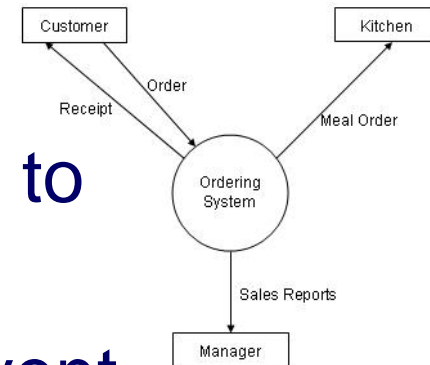 Customer
Kitchen
Order
Receipt
Meal Order
to
Ordering
System
Sales Reports
Manager